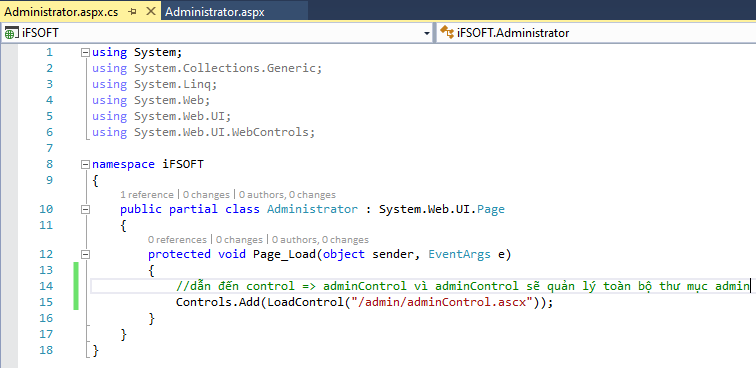 Administrator.aspx.cs Administrator.aspx
iFSOFT iFSOFT.Administrator
1 using System;
2 using System.Collections.Generic;
3 using System.Linq;
4 using System.Web;
5 using System.Web.UI;
6 using System.Web.UI.WebControls;
7
8 namespace iFSOFT
9 {
1 reference | 0 changes | 0 authors, 0 changes
10 public partial class Administrator : System.Web.UI.Page
11 {
0 references | 0 changes | 0 authors, 0 changes
12 protected void Page_Load(object sender, EventArgs e)
13 {
14 //dẫn đến control => adminControl vì adminControl sẽ quản lý toàn bộ thư mục admin
15 Controls.Add(LoadControl("/admin/adminControl.ascx"));
16 }
17 }
18 }